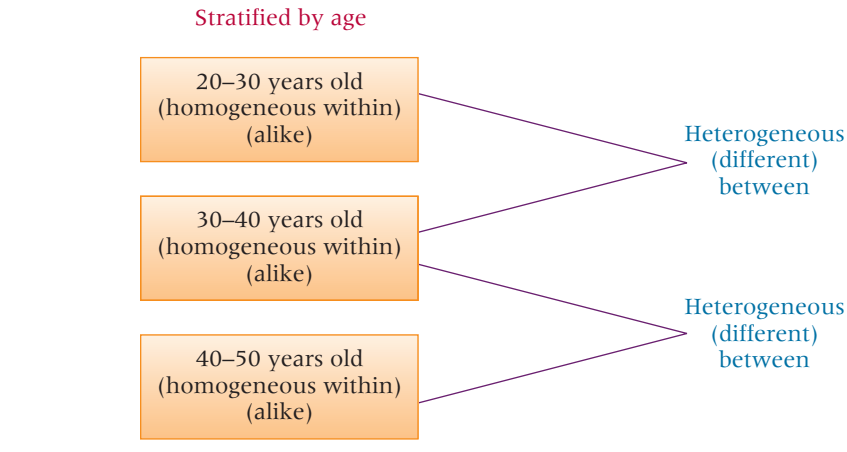 Stratified by age
20–30 years old
(homogeneous within)
(alike)
Heterogeneous
(different)
between
30–40 years old
(homogeneous within)
(alike)
Heterogeneous
(different)
between
40–50 years old
(homogeneous within)
(alike)